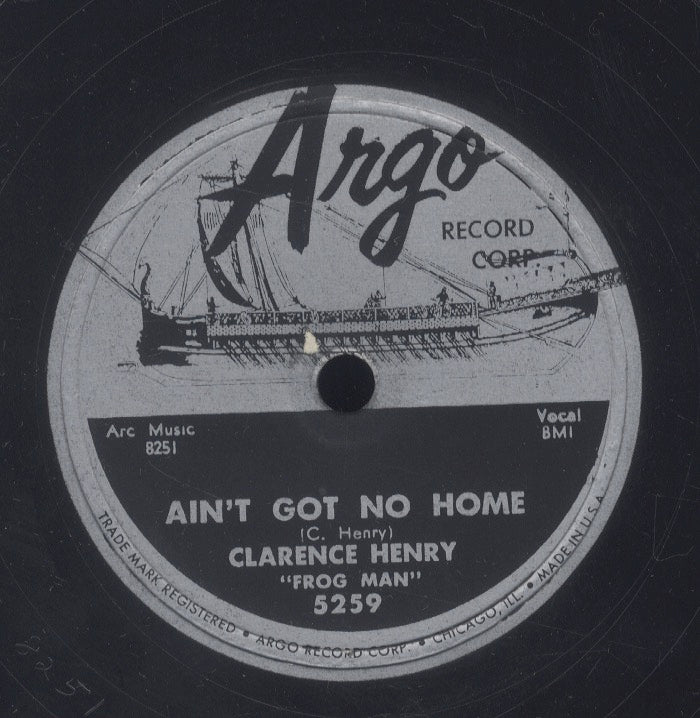 Argo
RECORD
CORP
Arc Music
8251
Vocal
BMI
AIN'T GOT NO HOME
(C. Henry)
CLARENCE HENRY
"FROG MAN"
5259
TRADE MARK REGISTERED • ARGO RECORD CORP. • CHICAGO, ILL. • MADE IN U.S.A
8251